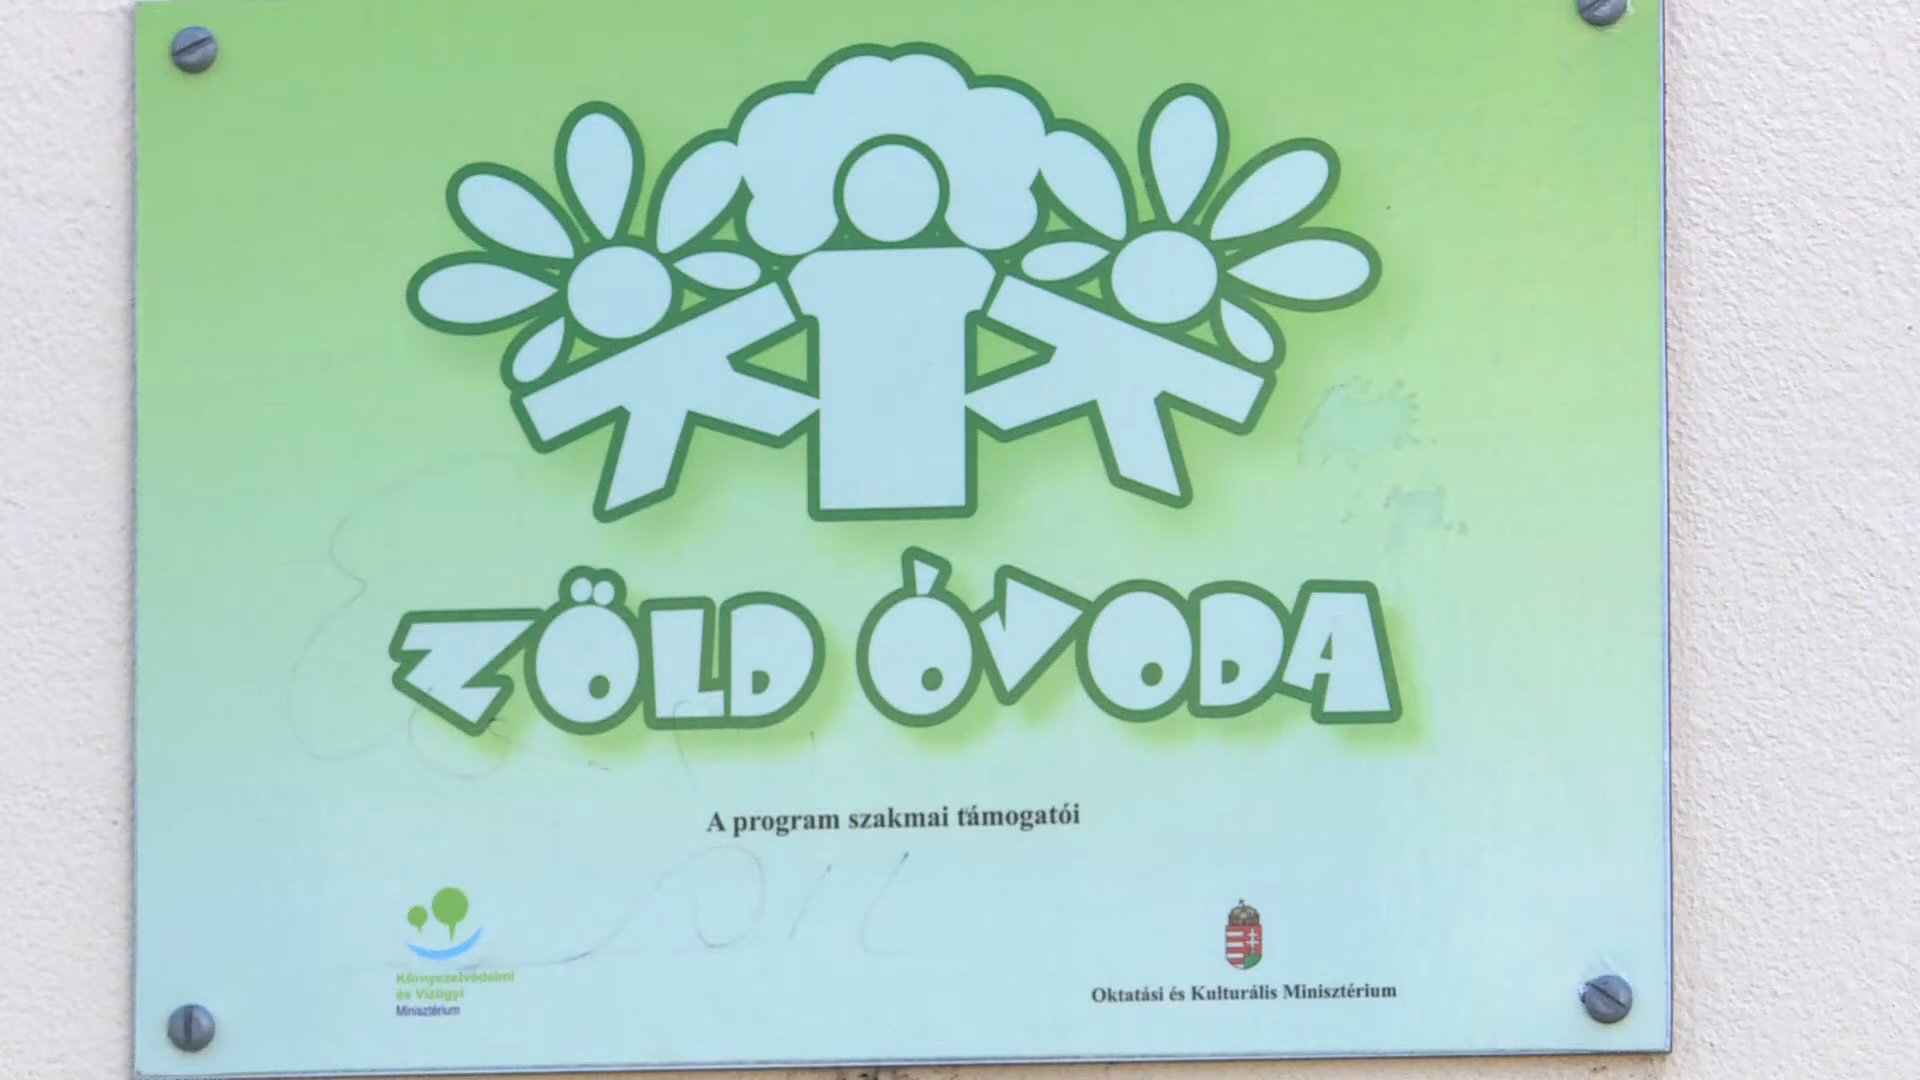 ZÖLD ÓVODA
A program szakmai támogatói
Környezetvédelmi
és Vízügyi
Minisztérium
Oktatási és Kulturális Minisztérium